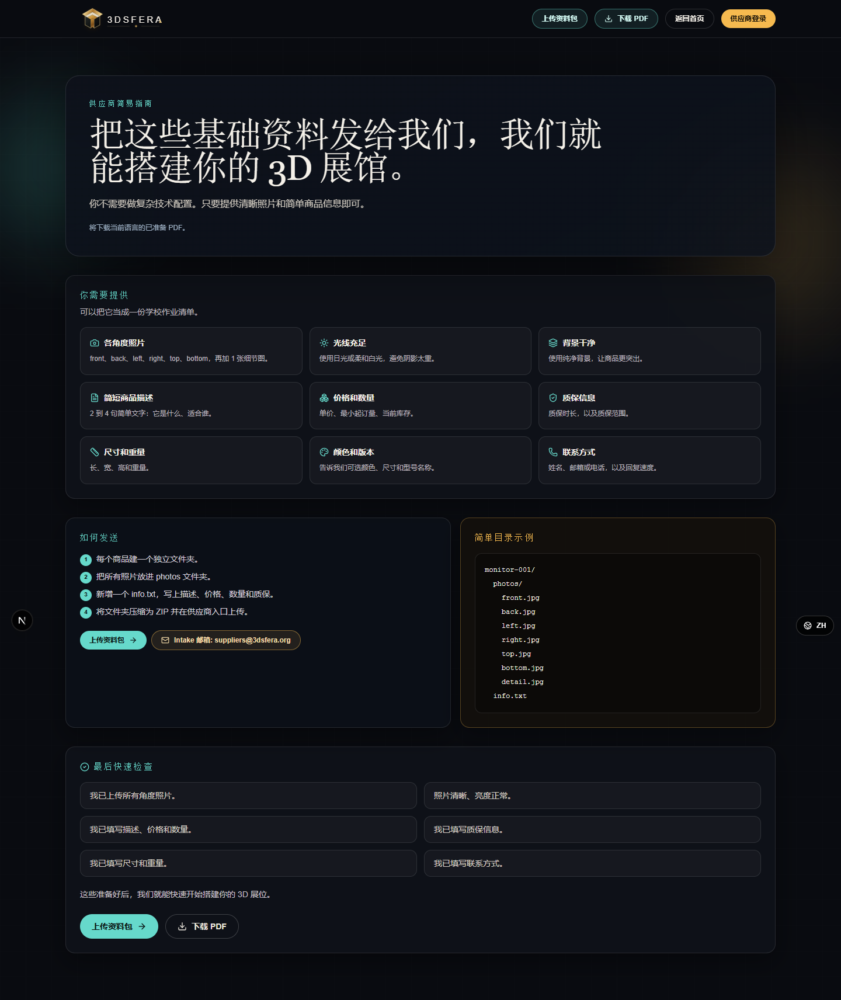 3DSFERA
上传资料包
下载 PDF
返回首页
供应商登录
供应商简易指南
把这些基础资料发给我们，我们就
能搭建你的 3D 展馆。
你不需要做复杂技术配置。只要提供清晰照片和简单商品信息即可。
将下载当前语言的已准备 PDF。
你需要提供
可以把它当成一份学校作业清单。
各角度照片
front、back、left、right、top、bottom，再加 1 张细节图。
光线充足
使用日光或柔和白光，避免阴影太重。
背景干净
使用纯净背景，让商品更突出。
简短商品描述
2 到 4 句简单文字：它是什么、适合谁。
价格和数量
单价、最小起订量、当前库存。
质保信息
质保时长，以及质保范围。
尺寸和重量
长、宽、高和重量。
颜色和版本
告诉我们可选颜色、尺寸和型号名称。
联系方式
姓名、邮箱或电话，以及回复速度。
如何发送
1 每个商品建一个独立文件夹。
2 把所有照片放进 photos 文件夹。
3 新增一个 info.txt，写上描述、价格、数量和质保。
4 将文件夹压缩为 ZIP 并在供应商入口上传。
上传资料包
Intake 邮箱: suppliers@3dsfera.org
简单目录示例
monitor-001/
photos/
front.jpg
back.jpg
left.jpg
right.jpg
top.jpg
bottom.jpg
detail.jpg
info.txt
N
ZH
最后快速检查
我已上传所有角度照片。
照片清晰、亮度正常。
我已填写描述、价格和数量。
我已填写质保信息。
我已填写尺寸和重量。
我已填写联系方式。
这些准备好后，我们就能快速开始搭建你的 3D 展位。
上传资料包
下载 PDF